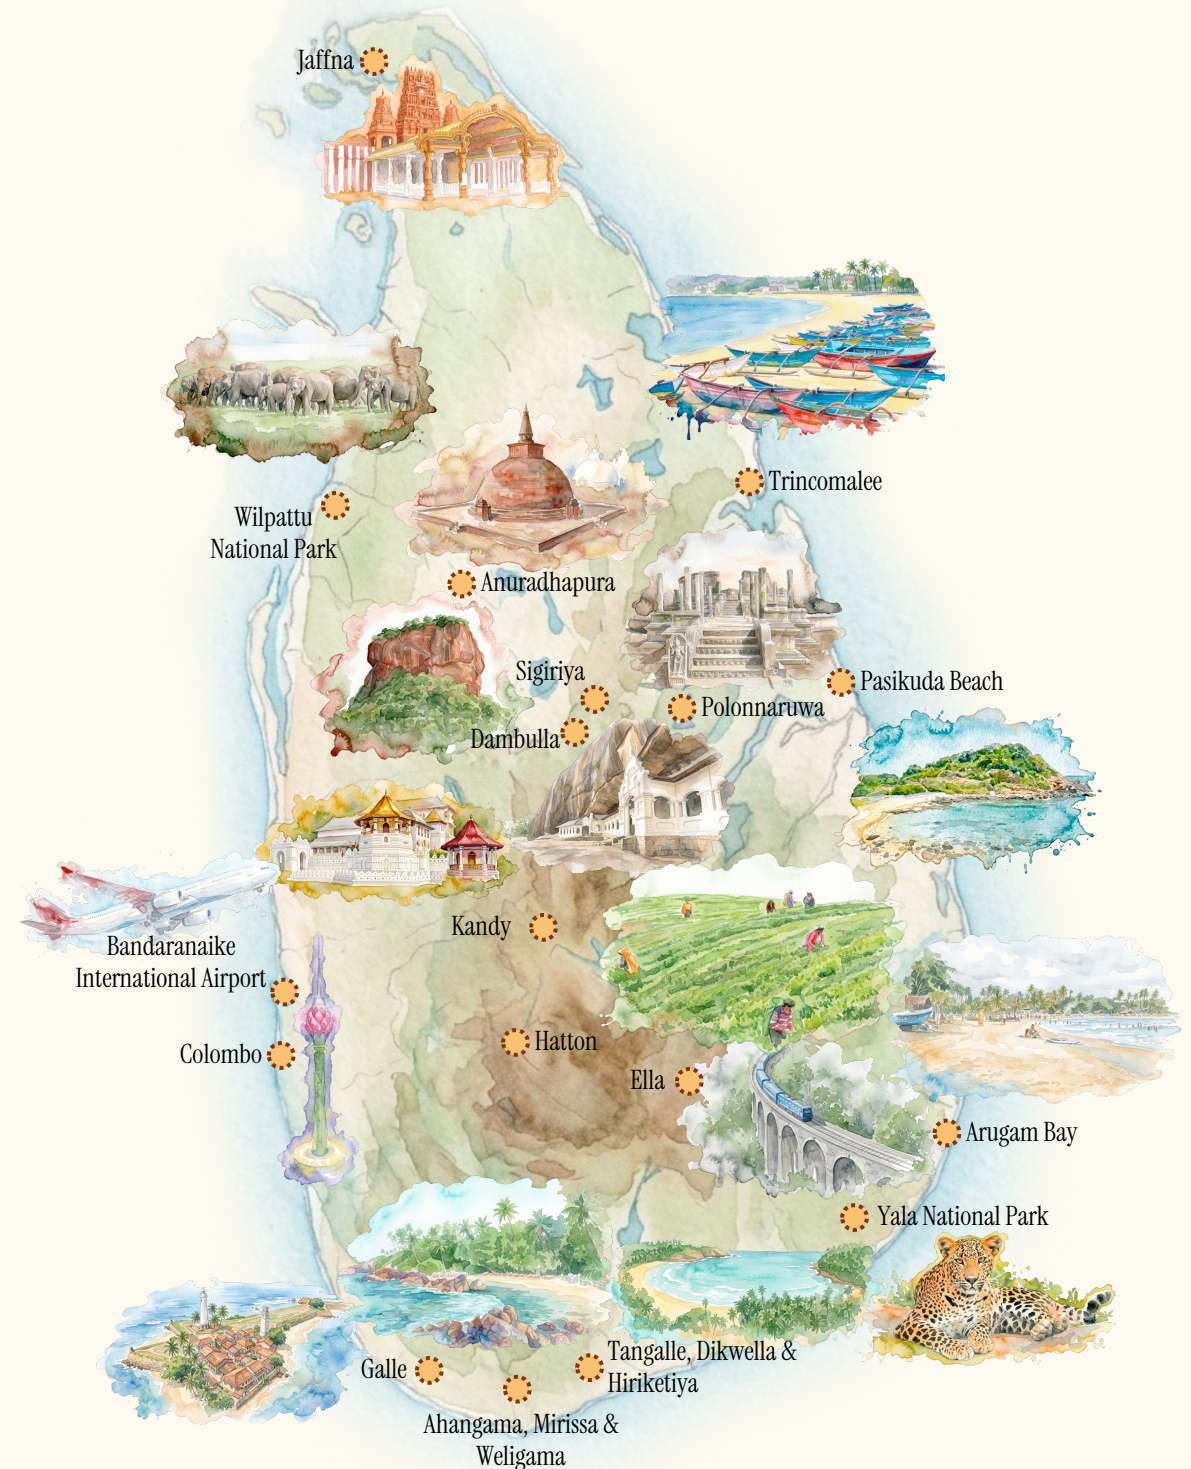 Jaffna
Trincomalee
Wilpattu
National Park
Anuradhapura
Sigiriya
Pasikuda Beach
Polonnaruwa
Dambulla
Kandy
Bandaranaike
International Airport
Hatton
Colombo
Ella
Arugam Bay
Yala National Park
Tangalle, Dikwella &
Hiriketiya
Galle
Ahangama, Mirissa &
Weligama